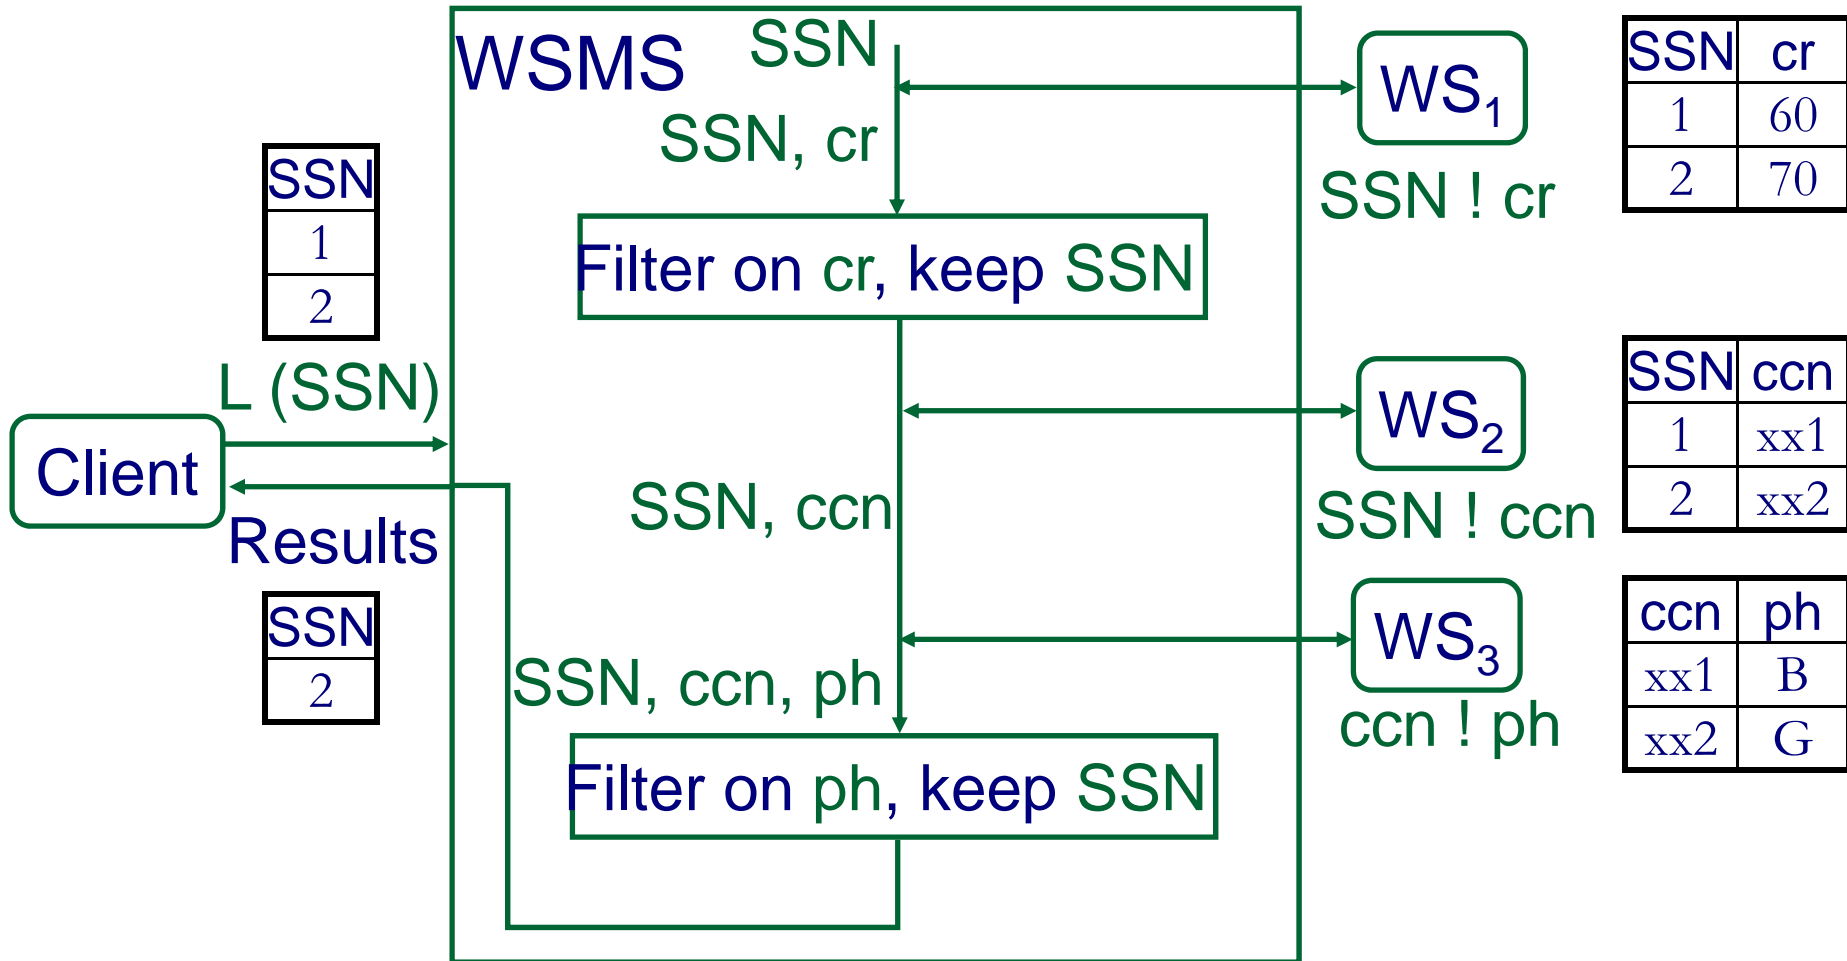 WSMS
SSN
WS1
SSN cr
1 60
2 70
SSN, cr
SSN ! cr
SSN
1
2
Filter on cr, keep SSN
L (SSN)
Client
Results
SSN
2
WS2
SSN ccn
1 xx1
2 xx2
SSN, ccn
SSN ! ccn
WS3
ccn ph
xx1 B
xx2 G
SSN, ccn, ph
ccn ! ph
Filter on ph, keep SSN